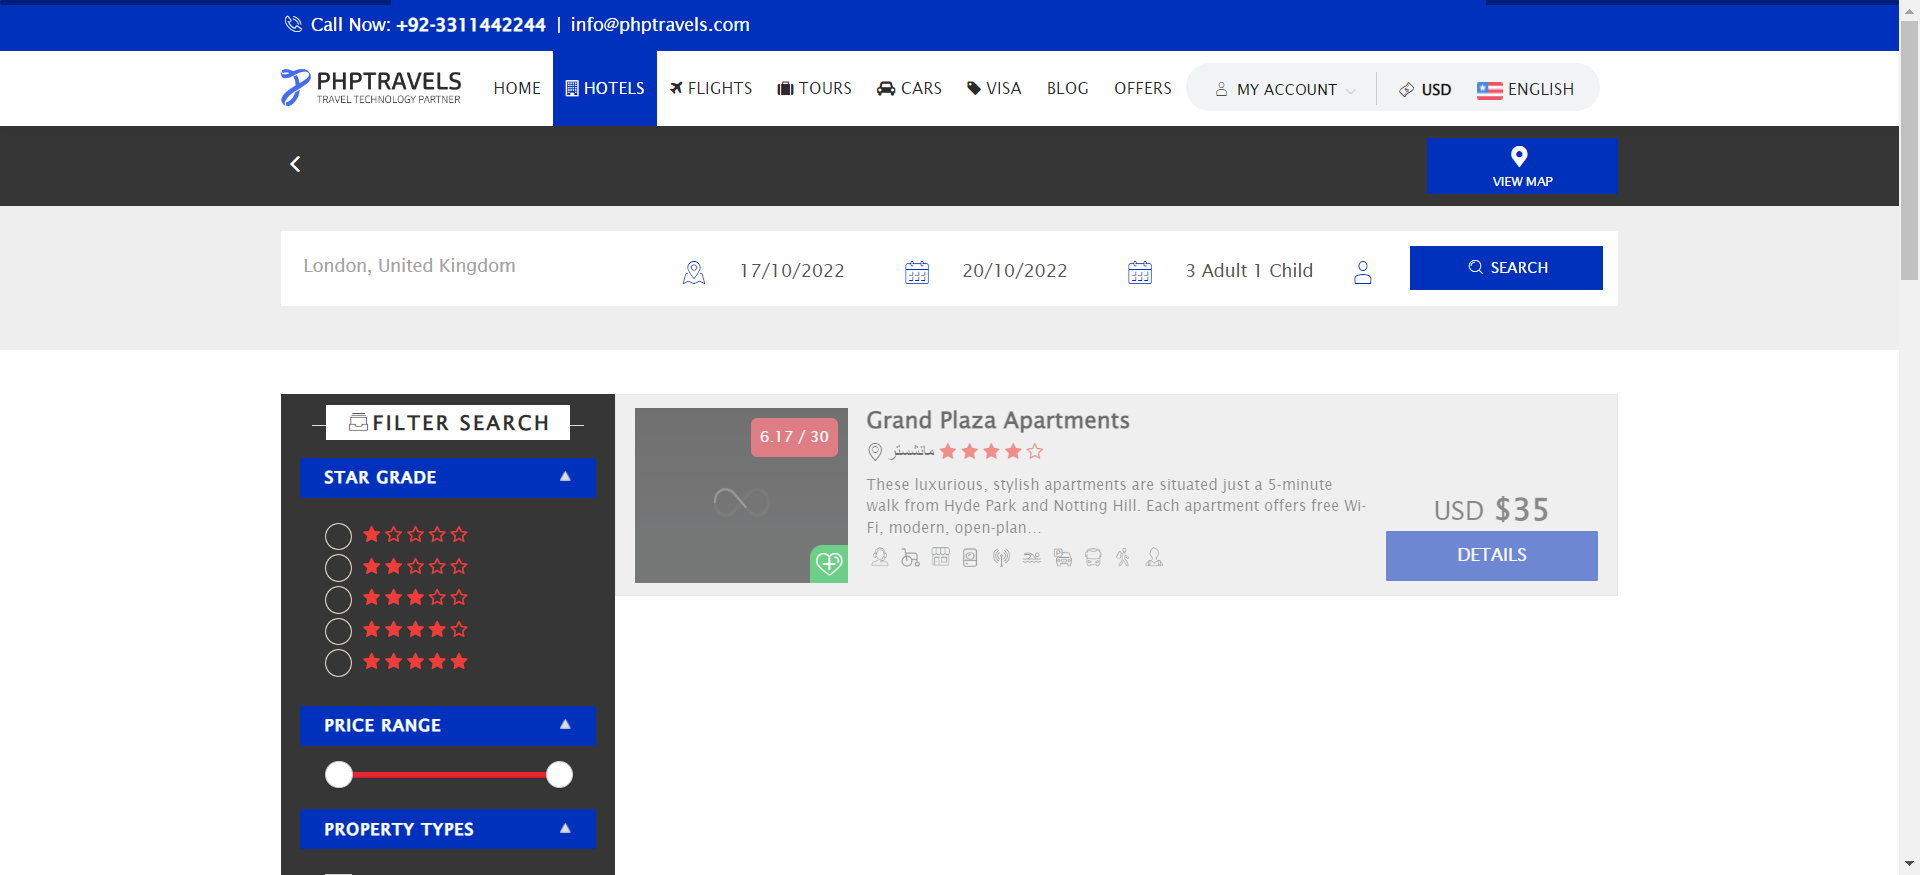 Call Now: +92-3311442244 | info@phptravels.com
PHPTRAVELS
TRAVEL TECHNOLOGY PARTNER
HOME HOTELS FLIGHTS TOURS CARS VISA BLOG OFFERS MY ACCOUNT USD ENGLISH
VIEW MAP
London, United Kingdom 17/10/2022 20/10/2022 3 Adult 1 Child SEARCH
FILTER SEARCH
STAR GRADE
PRICE RANGE
PROPERTY TYPES
6.17 / 30
Grand Plaza Apartments
مانشستر
These luxurious, stylish apartments are situated just a 5-minute
walk from Hyde Park and Notting Hill. Each apartment offers free Wi-
Fi, modern, open-plan...
USD $35
DETAILS